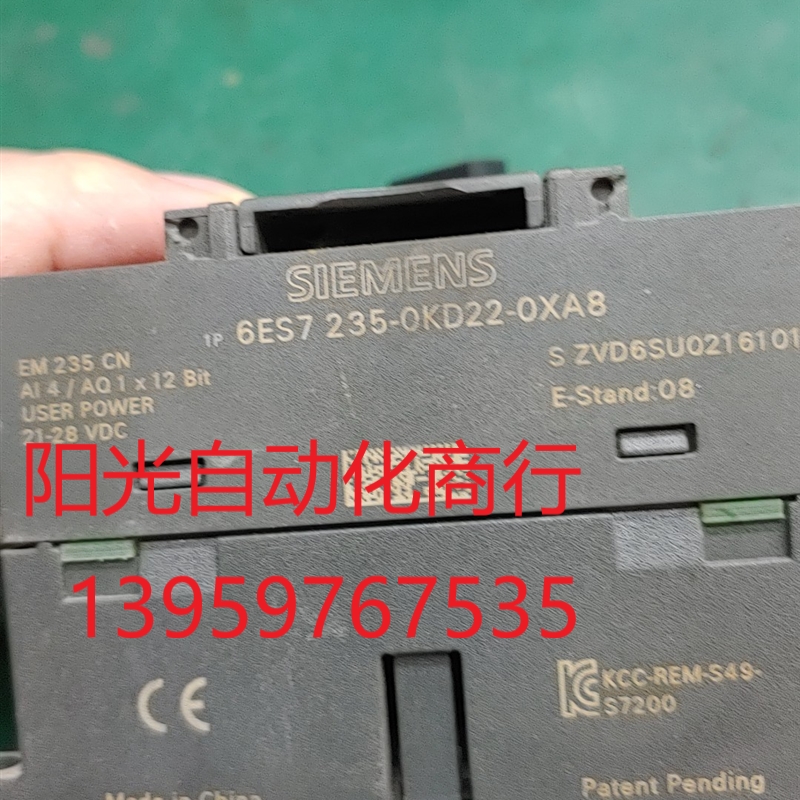 SIEMENS
1P 6ES7 235-0KD22-0XA8
EM 235 CN
AI 4 / AQ 1 x 12 Bit
USER POWER
21-28 VDC
S ZVD6SU0216101
E-Stand:08
阳光自动化商行
13959767535
CE
KCC-REM-S49-
S7200
Made in China
Patent Pending